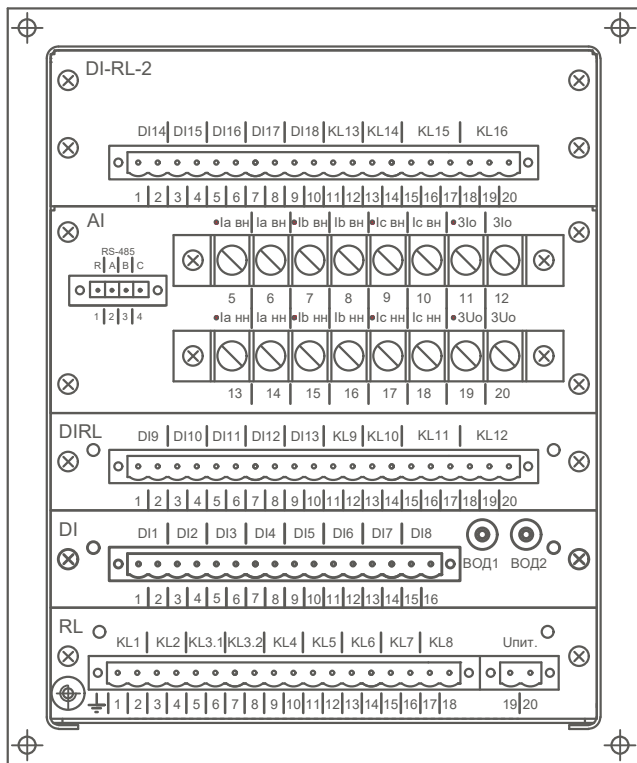 DI-RL-2
DI14 DI15 DI16 DI17 DI18 KL13 KL14 KL15 KL16
1 2 3 4 5 6 7 8 9 10 11 12 13 14 15 16 17 18 19 20
AI
RS-485
R A B C
1 2 3 4
Ia вн Ia вн Ib вн Ib вн Ic вн Ic вн 3Io 3Io
5 6 7 8 9 10 11 12
Ia нн Ia нн Ib нн Ib нн Ic нн Ic нн 3Uo 3Uo
13 14 15 16 17 18 19 20
DIRL
DI9 DI10 DI11 DI12 DI13 KL9 KL10 KL11 KL12
1 2 3 4 5 6 7 8 9 10 11 12 13 14 15 16 17 18 19 20
DI
DI1 DI2 DI3 DI4 DI5 DI6 DI7 DI8
ВОД1 ВОД2
1 2 3 4 5 6 7 8 9 10 11 12 13 14 15 16
RL
KL1 KL2 KL3.1 KL3.2 KL4 KL5 KL6 KL7 KL8 Uпит.
1 2 3 4 5 6 7 8 9 10 11 12 13 14 15 16 17 18 19 20